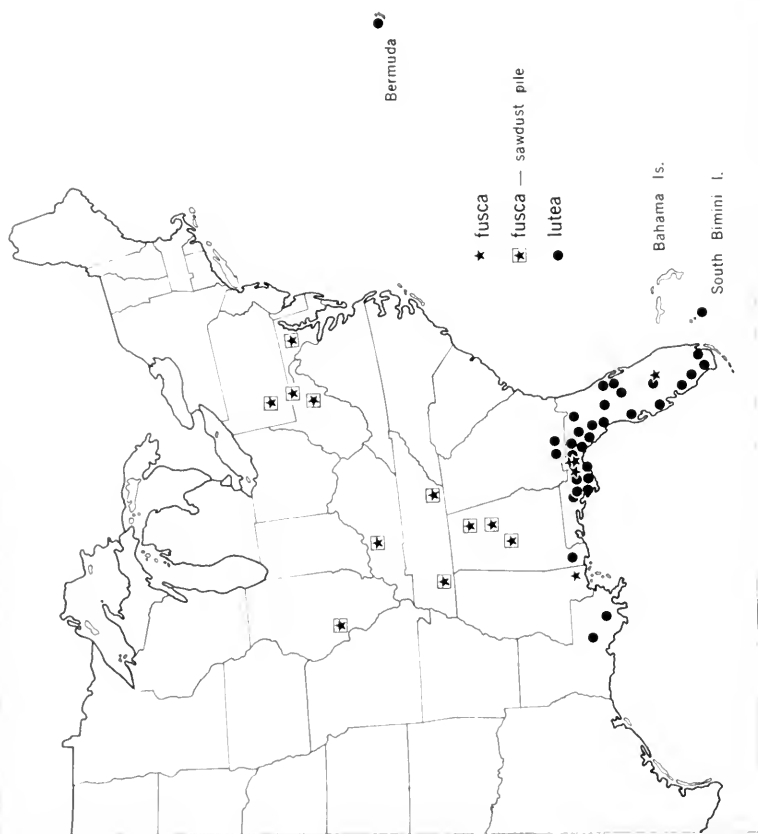 Bermuda
fusca
fusca — sawdust pile
lutea
Bahama Is.
South Bimini I.